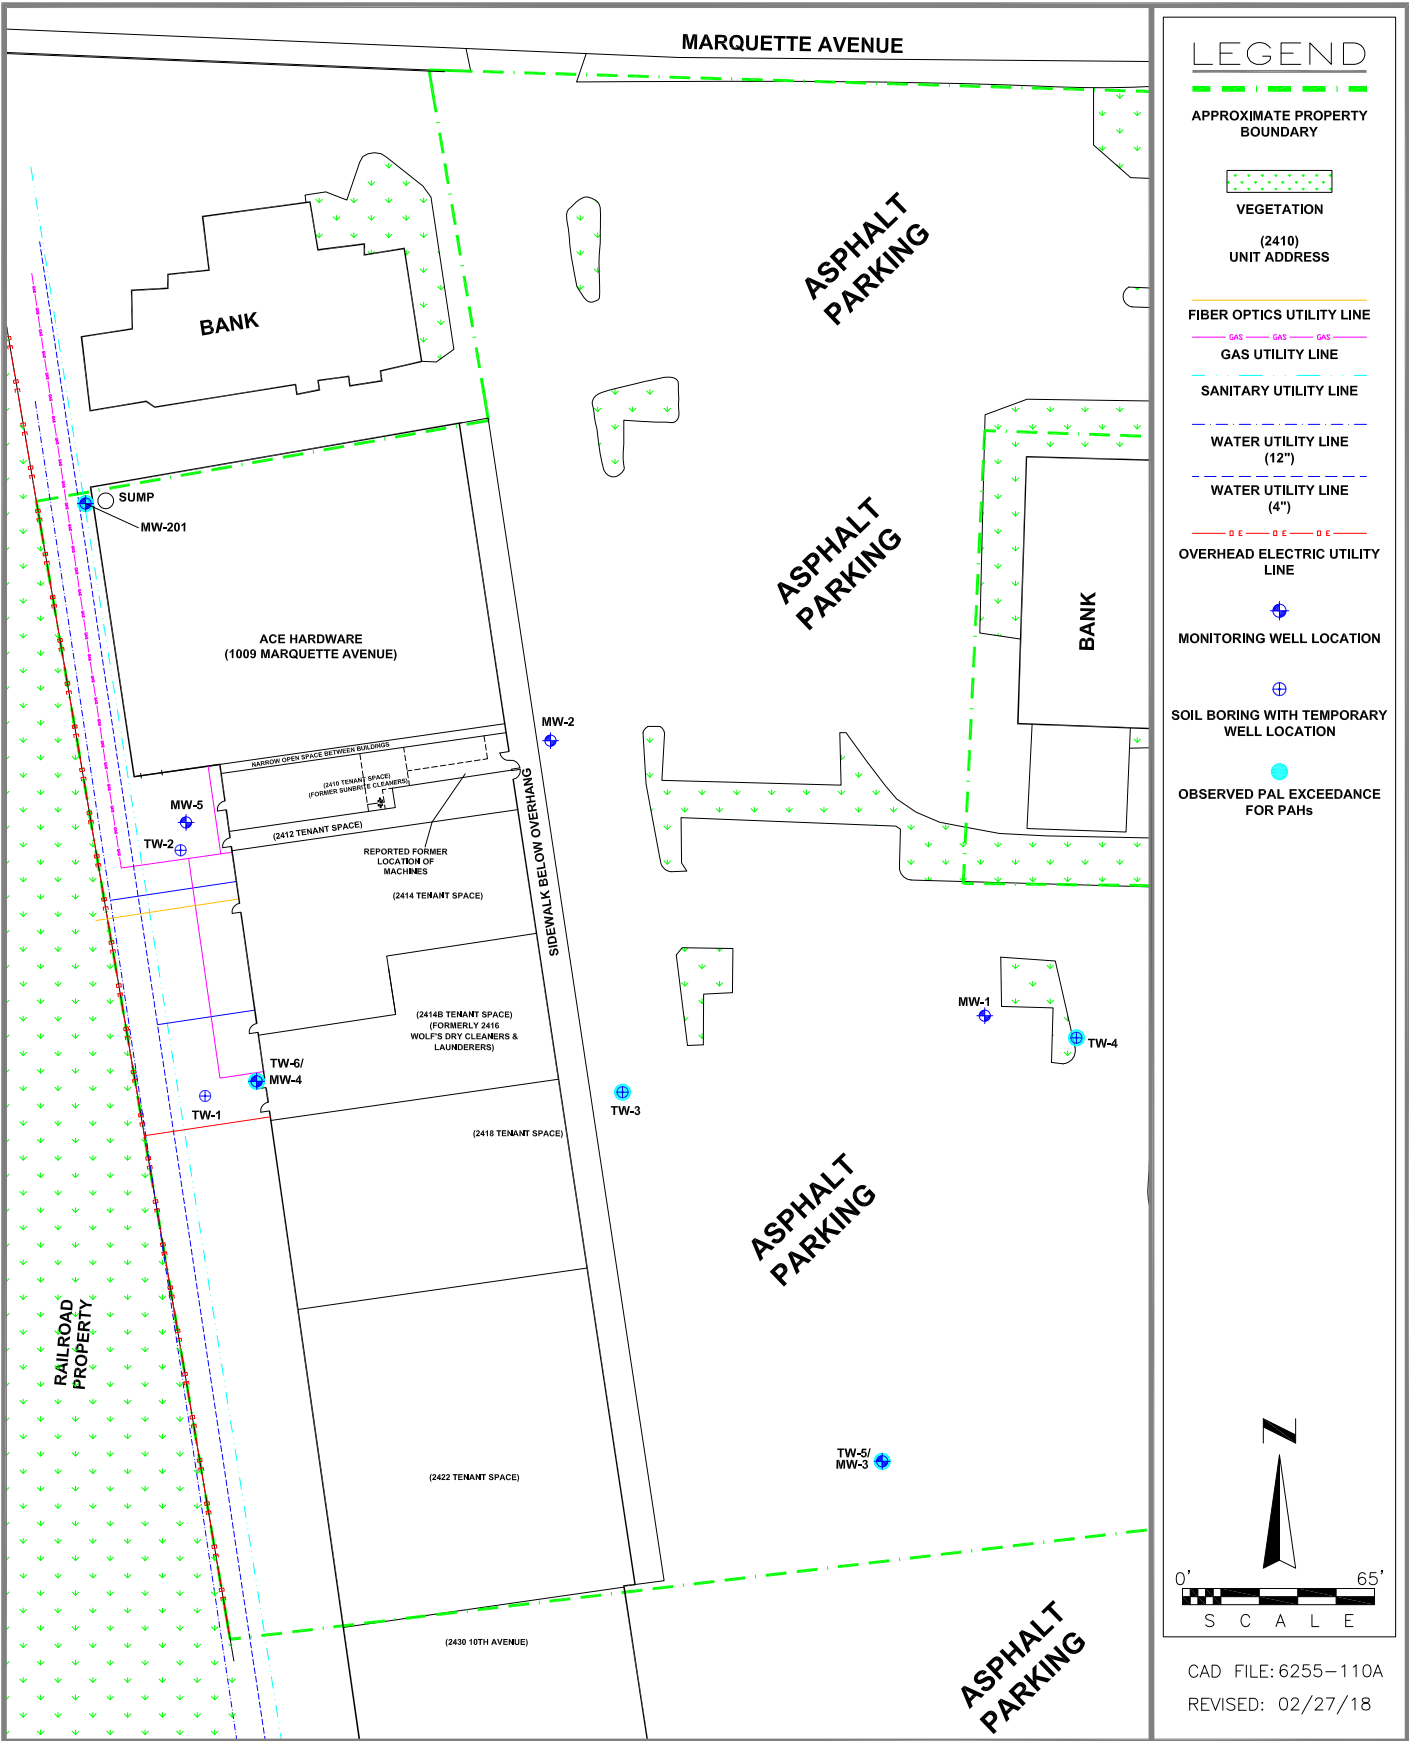 MARQUETTE AVENUE
ASPHALT
PARKING
BANK
SUMP
MW-201
ACE HARDWARE
(1009 MARQUETTE AVENUE)
ASPHALT
PARKING
BANK
MW-2
NARROW OPEN SPACE BETWEEN BUILDINGS
(2410 TENANT SPACE)
(FORMER SUNBRITE CLEANERS)
MW-5
TW-2
(2412 TENANT SPACE)
REPORTED FORMER
LOCATION OF
MACHINES
(2414 TENANT SPACE)
SIDEWALK BELOW OVERHANG
(2414B TENANT SPACE)
(FORMERLY 2416
WOLF'S DRY CLEANERS &
LAUNDERERS)
MW-1
TW-4
TW-6/
MW-4
TW-1
TW-3
(2418 TENANT SPACE)
ASPHALT
PARKING
RAILROAD
PROPERTY
TW-5/
MW-3
(2422 TENANT SPACE)
(2430 10TH AVENUE)
ASPHALT
PARKING
LEGEND
APPROXIMATE PROPERTY
BOUNDARY
VEGETATION
(2410)
UNIT ADDRESS
FIBER OPTICS UTILITY LINE
GAS GAS GAS
GAS UTILITY LINE
SANITARY UTILITY LINE
WATER UTILITY LINE
(12")
WATER UTILITY LINE
(4")
O E O E O E
OVERHEAD ELECTRIC UTILITY
LINE
MONITORING WELL LOCATION
SOIL BORING WITH TEMPORARY
WELL LOCATION
OBSERVED PAL EXCEEDANCE
FOR PAHs
N
0' 65'
S C A L E
CAD FILE: 6255-110A
REVISED: 02/27/18